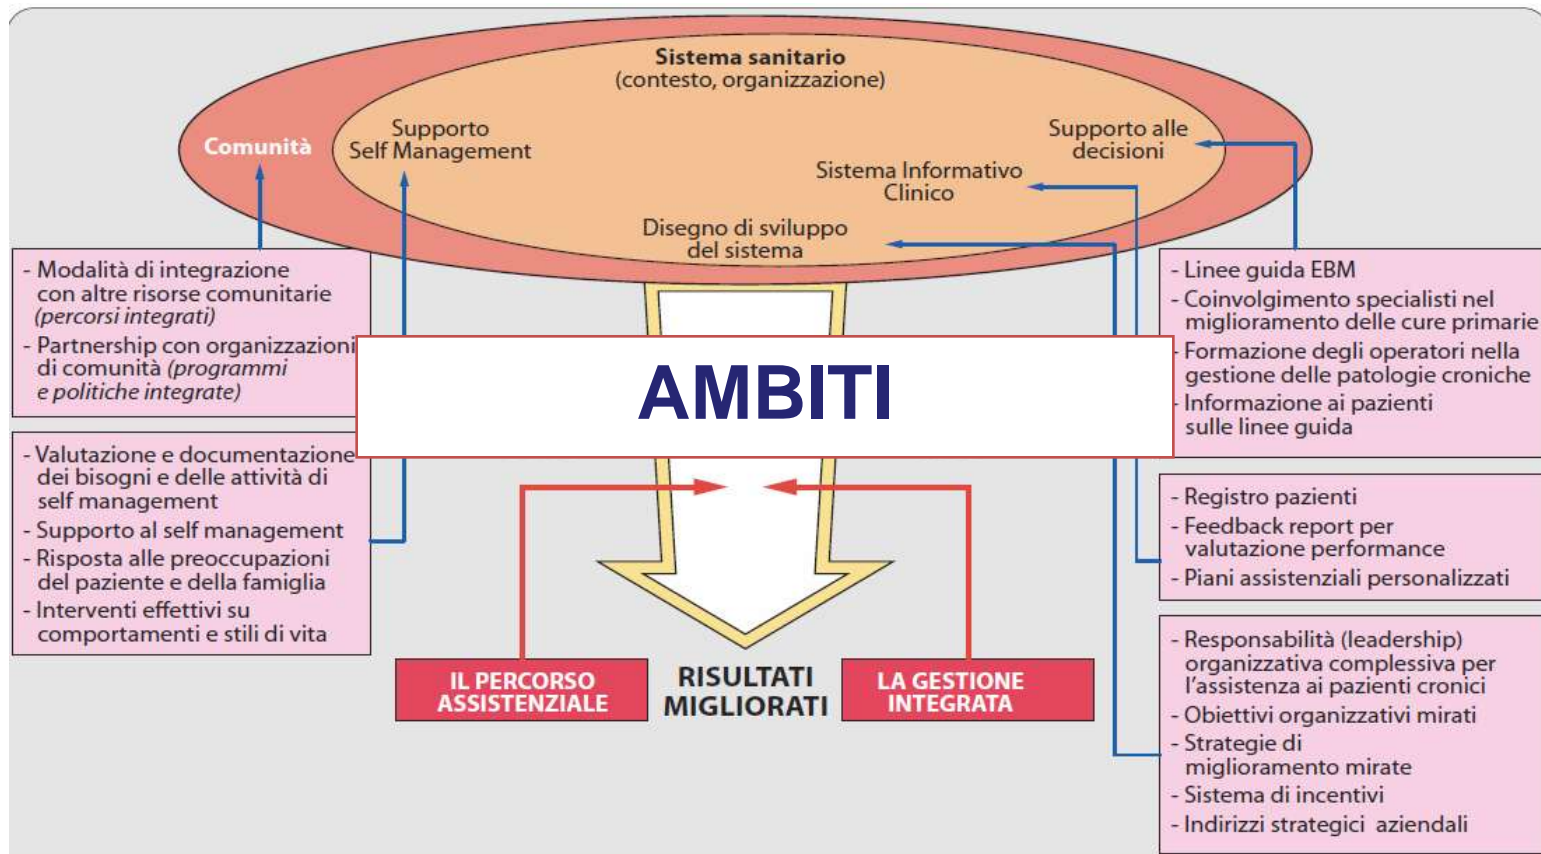 Sistema sanitario
(contesto, organizzazione)
Comunità
Supporto
Self Management
Supporto alle
decisioni
Sistema Informativo
Clinico
Disegno di sviluppo
del sistema
- Modalità di integrazione
con altre risorse comunitarie
(percorsi integrati)
- Partnership con organizzazioni
di comunità (programmi
e politiche integrate)
- Valutazione e documentazione
dei bisogni e delle attività di
self management
- Supporto al self management
- Risposta alle preoccupazioni
del paziente e della famiglia
- Interventi effettivi su
comportamenti e stili di vita
AMBITI
- Linee guida EBM
- Coinvolgimento specialisti nel
miglioramento delle cure primarie
- Formazione degli operatori nella
gestione delle patologie croniche
- Informazione ai pazienti
sulle linee guida
- Registro pazienti
- Feedback report per
valutazione performance
- Piani assistenziali personalizzati
- Responsabilità (leadership)
organizzativa complessiva per
l'assistenza ai pazienti cronici
- Obiettivi organizzativi mirati
- Strategie di
miglioramento mirate
- Sistema di incentivi
- Indirizzi strategici aziendali
IL PERCORSO
ASSISTENZIALE
RISULTATI
MIGLIORATI
LA GESTIONE
INTEGRATA